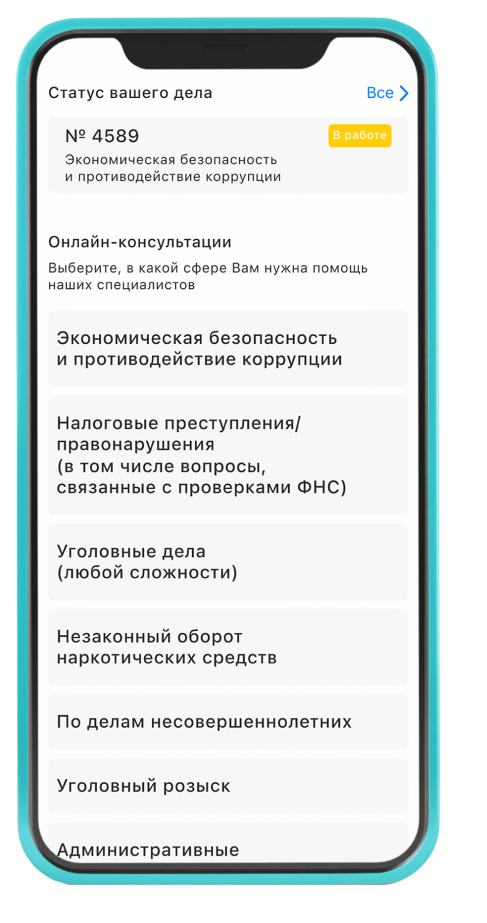 Статус вашего дела
Все
№ 4589
В работе
Экономическая безопасность
и противодействие коррупции
Онлайн-консультации
Выберите, в какой сфере Вам нужна помощь
наших специалистов
Экономическая безопасность
и противодействие коррупции
Налоговые преступления/
правонарушения
(в том числе вопросы,
связанные с проверками ФНС)
Уголовные дела
(любой сложности)
Незаконный оборот
наркотических средств
По делам несовершеннолетних
Уголовный розыск
Административные